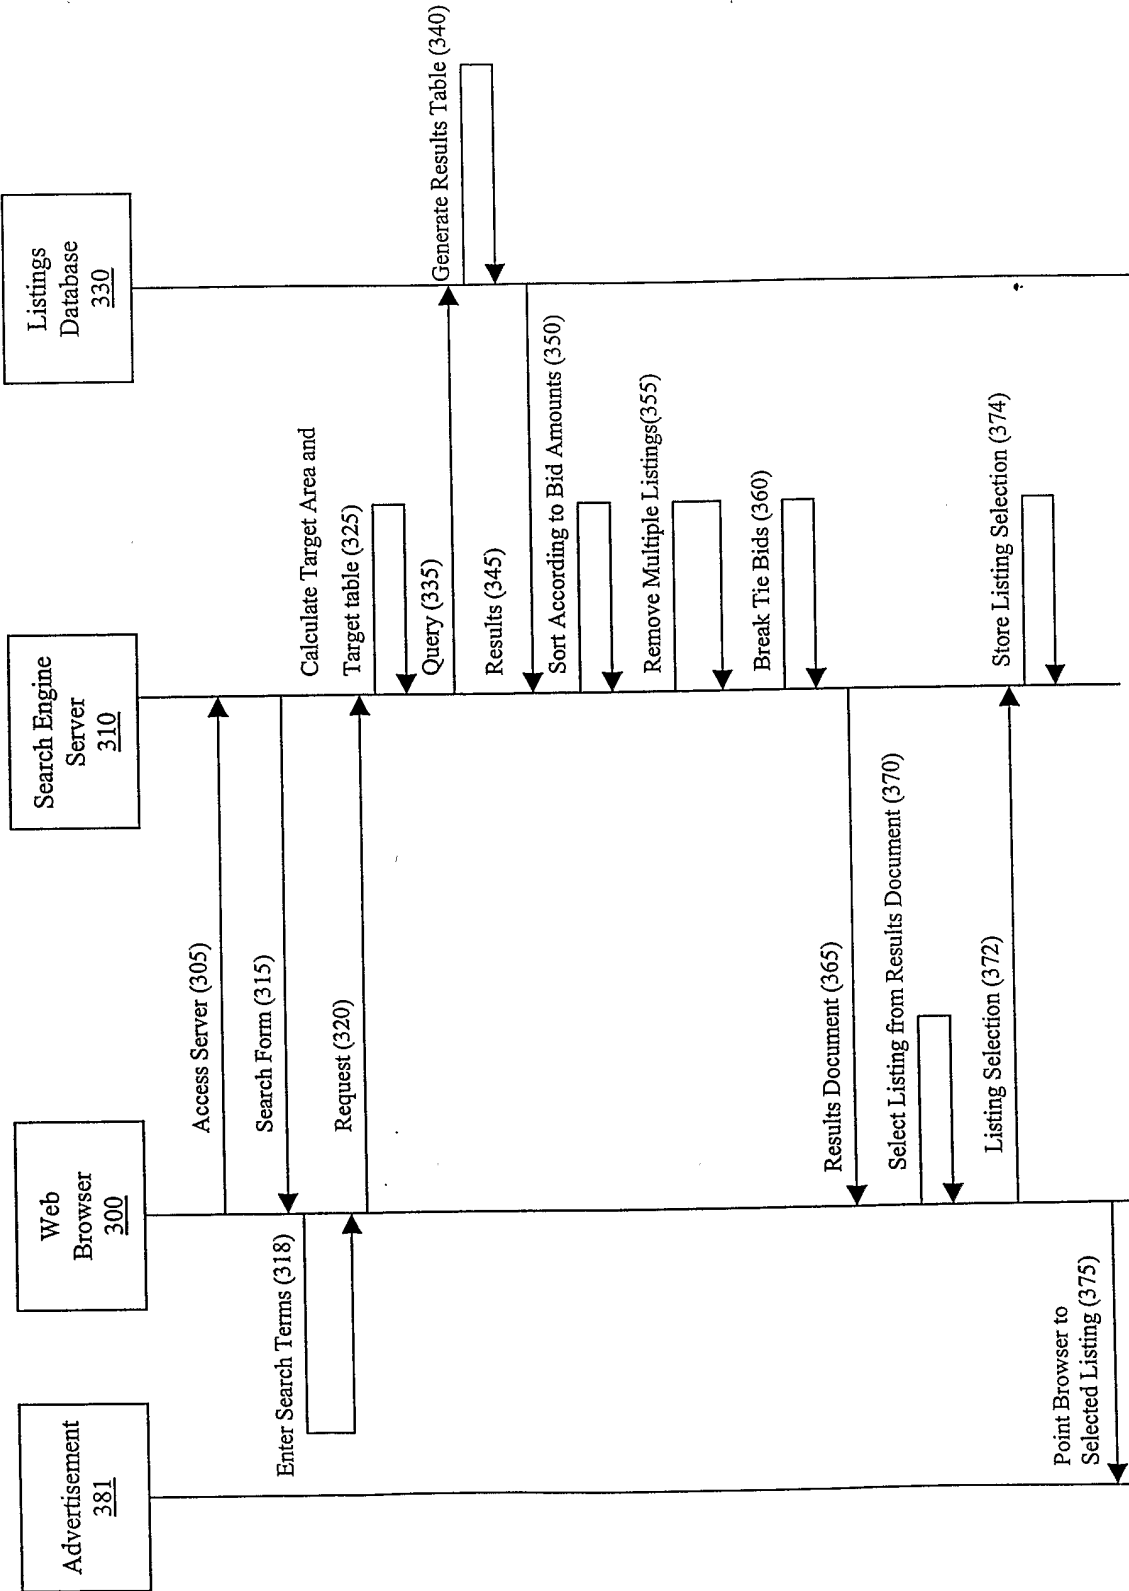 Advertisement
381
Web
Browser
300
Search Engine
Server
310
Listings
Database
330
Access Server (305)
Search Form (315)
Enter Search Terms (318)
Request (320)
Calculate Target Area and
Target table (325)
Query (335)
Generate Results Table (340)
Results (345)
Sort According to Bid Amounts (350)
Remove Multiple Listings(355)
Break Tie Bids (360)
Results Document (365)
Select Listing from Results Document (370)
Listing Selection (372)
Store Listing Selection (374)
Point Browser to
Selected Listing (375)